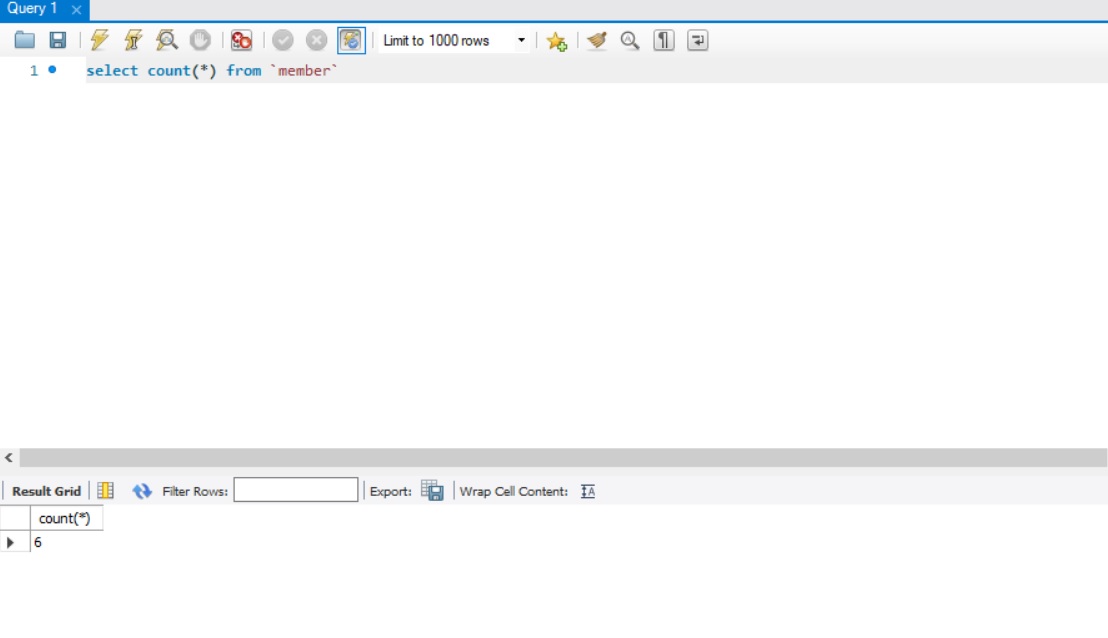 Query 1
Limit to 1000 rows
1 select count(*) from `member`
Result Grid Filter Rows: Export: Wrap Cell Content:
count(*)
6